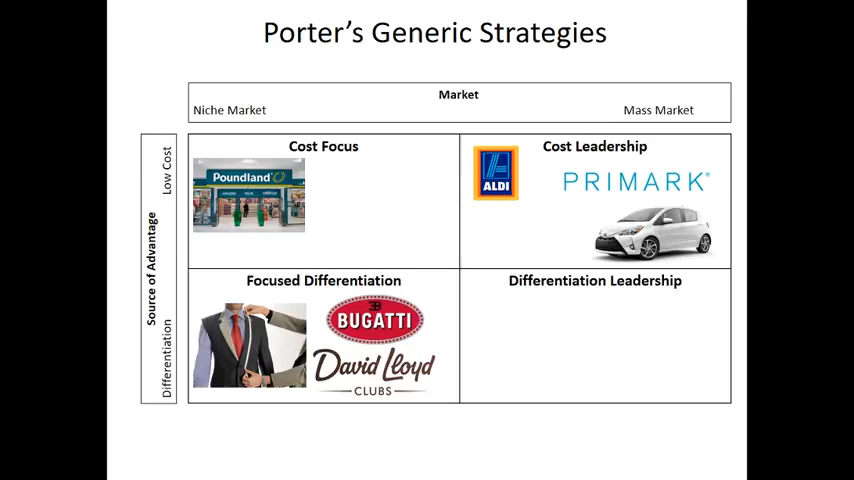 Porter's Generic Strategies
Market
Niche Market
Mass Market
Source of Advantage
Low Cost
Differentiation
Cost Focus
Poundland
Cost Leadership
ALDI
PRIMARK
Focused Differentiation
BUGATTI
David Lloyd
CLUBS
Differentiation Leadership